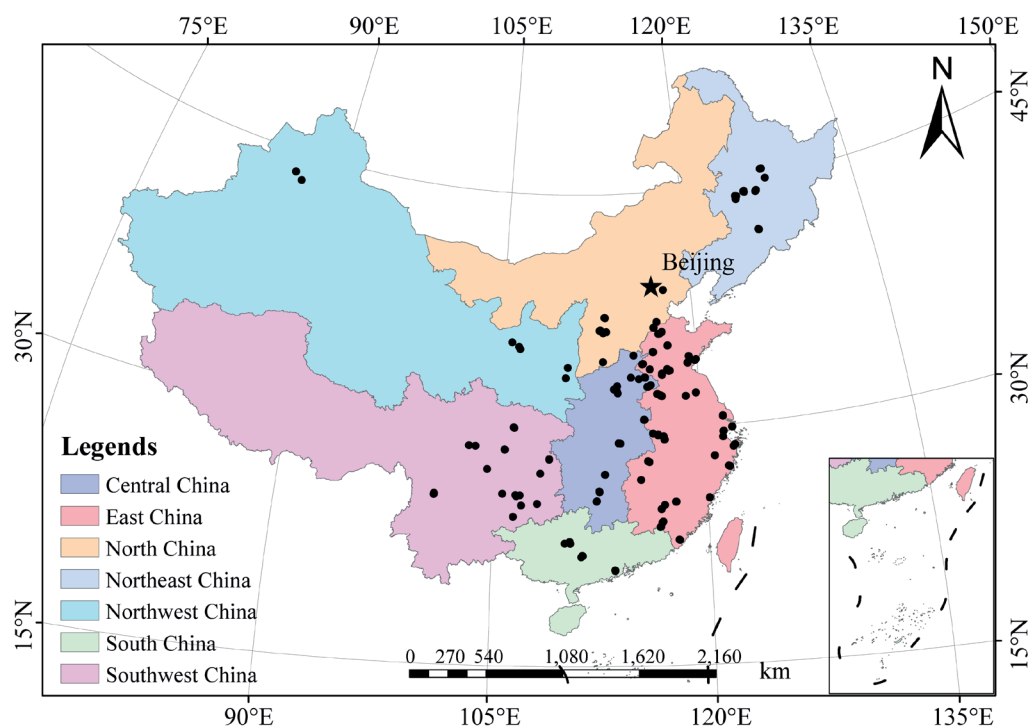 75°E 90°E 105°E 120°E 135°E 150°E
N
45°N
Beijing
30°N
30°N
Legends
Central China
East China
North China
Northeast China
Northwest China
South China
Southwest China
15°N
15°N
0 270 540 1,080 1,620 2,160 km
90°E 105°E 120°E 135°E